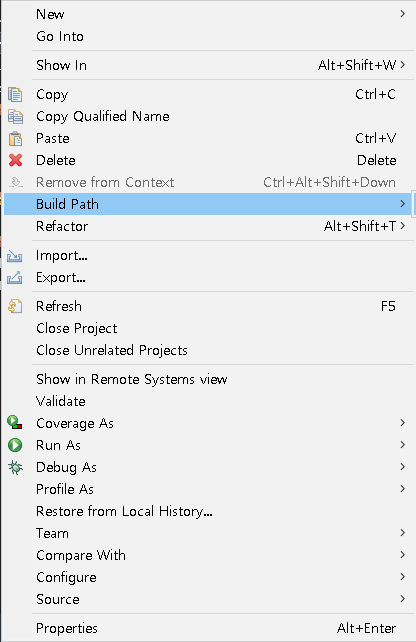 New
Go Into
Show In Alt+Shift+W
Copy Ctrl+C
Copy Qualified Name
Paste Ctrl+V
Delete Delete
Remove from Context Ctrl+Alt+Shift+Down
Build Path
Refactor Alt+Shift+T
Import...
Export...
Refresh F5
Close Project
Close Unrelated Projects
Show in Remote Systems view
Validate
Coverage As
Run As
Debug As
Profile As
Restore from Local History...
Team
Compare With
Configure
Source
Properties Alt+Enter